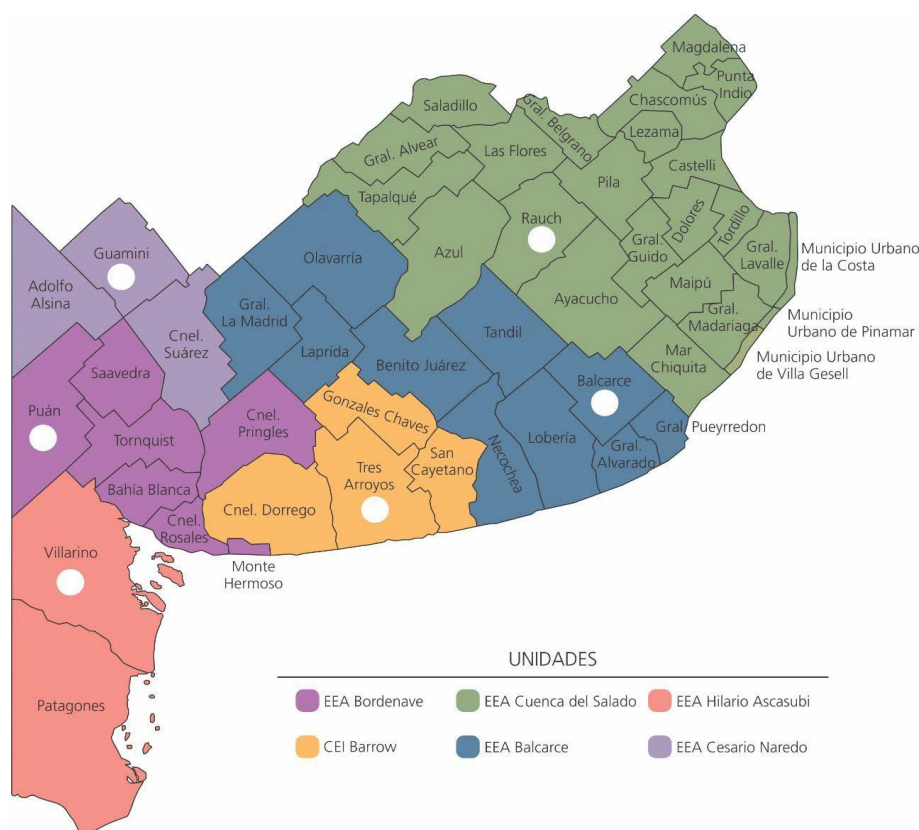 Magdalena
Punta
Indio
Chascomús
Lezama
Saladillo
Gral. Belgrano
Gral. Alvear
Las Flores
Castelli
Pila
Tapalqué
Rauch
Dolores
Tordillo
Azul
Gral.
Guido
Gral.
Lavalle
Municipio Urbano
de la Costa
Guamini
Olavarría
Adolfo
Alsina
Maipú
Ayacucho
Gral.
La Madrid
Gral.
Madariaga
Municipio
Urbano de Pinamar
Cnel.
Suárez
Tandil
Laprida
Mar
Chiquita
Municipio Urbano
de Villa Gesell
Benito Juárez
Saavedra
Balcarce
Puán
Gonzales Chaves
Cnel.
Pringles
Gral. Pueyrredon
Tornquist
Necochea
Lobería
Gral.
Alvarado
San
Cayetano
Tres
Arroyos
Bahía Blanca
Cnel. Dorrego
Cnel.
Rosales
Villarino
Monte
Hermoso
Patagones
UNIDADES
EEA Bordenave
EEA Cuenca del Salado
EEA Hilario Ascasubi
CEI Barrow
EEA Balcarce
EEA Cesario Naredo